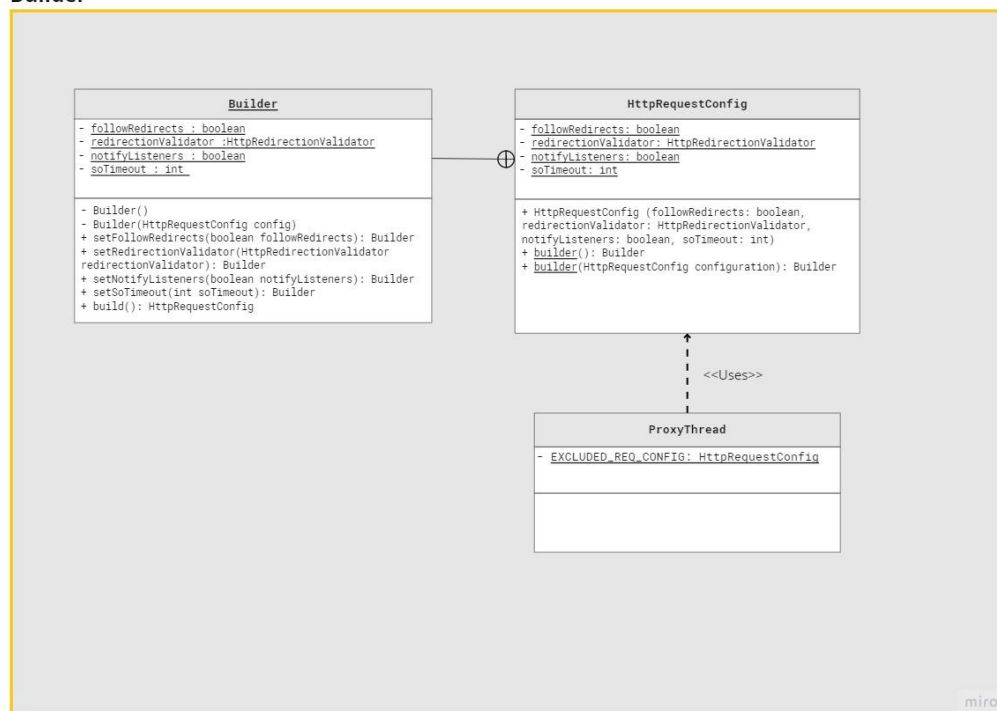 Builder
Builder
- followRedirects : boolean
- redirectionValidator :HttpRedirectionValidator
- notifyListeners : boolean
- soTimeout : int
- Builder()
- Builder(HttpRequestConfig config)
+ setFollowRedirects(boolean followRedirects): Builder
+ setRedirectionValidator(HttpRedirectionValidator
redirectionValidator): Builder
+ setNotifyListeners(boolean notifyListeners): Builder
+ setSoTimeout(int soTimeout): Builder
+ build(): HttpRequestConfig
HttpRequestConfig
- followRedirects: boolean
- redirectionValidator: HttpRedirectionValidator
- notifyListeners: boolean
- soTimeout: int
+ HttpRequestConfig (followRedirects: boolean,
redirectionValidator: HttpRedirectionValidator,
notifyListeners: boolean, soTimeout: int)
+ builder(): Builder
+ builder(HttpRequestConfig configuration): Builder
<<Uses>>
ProxyThread
- EXCLUDED_REQ_CONFIG: HttpRequestConfig
miro